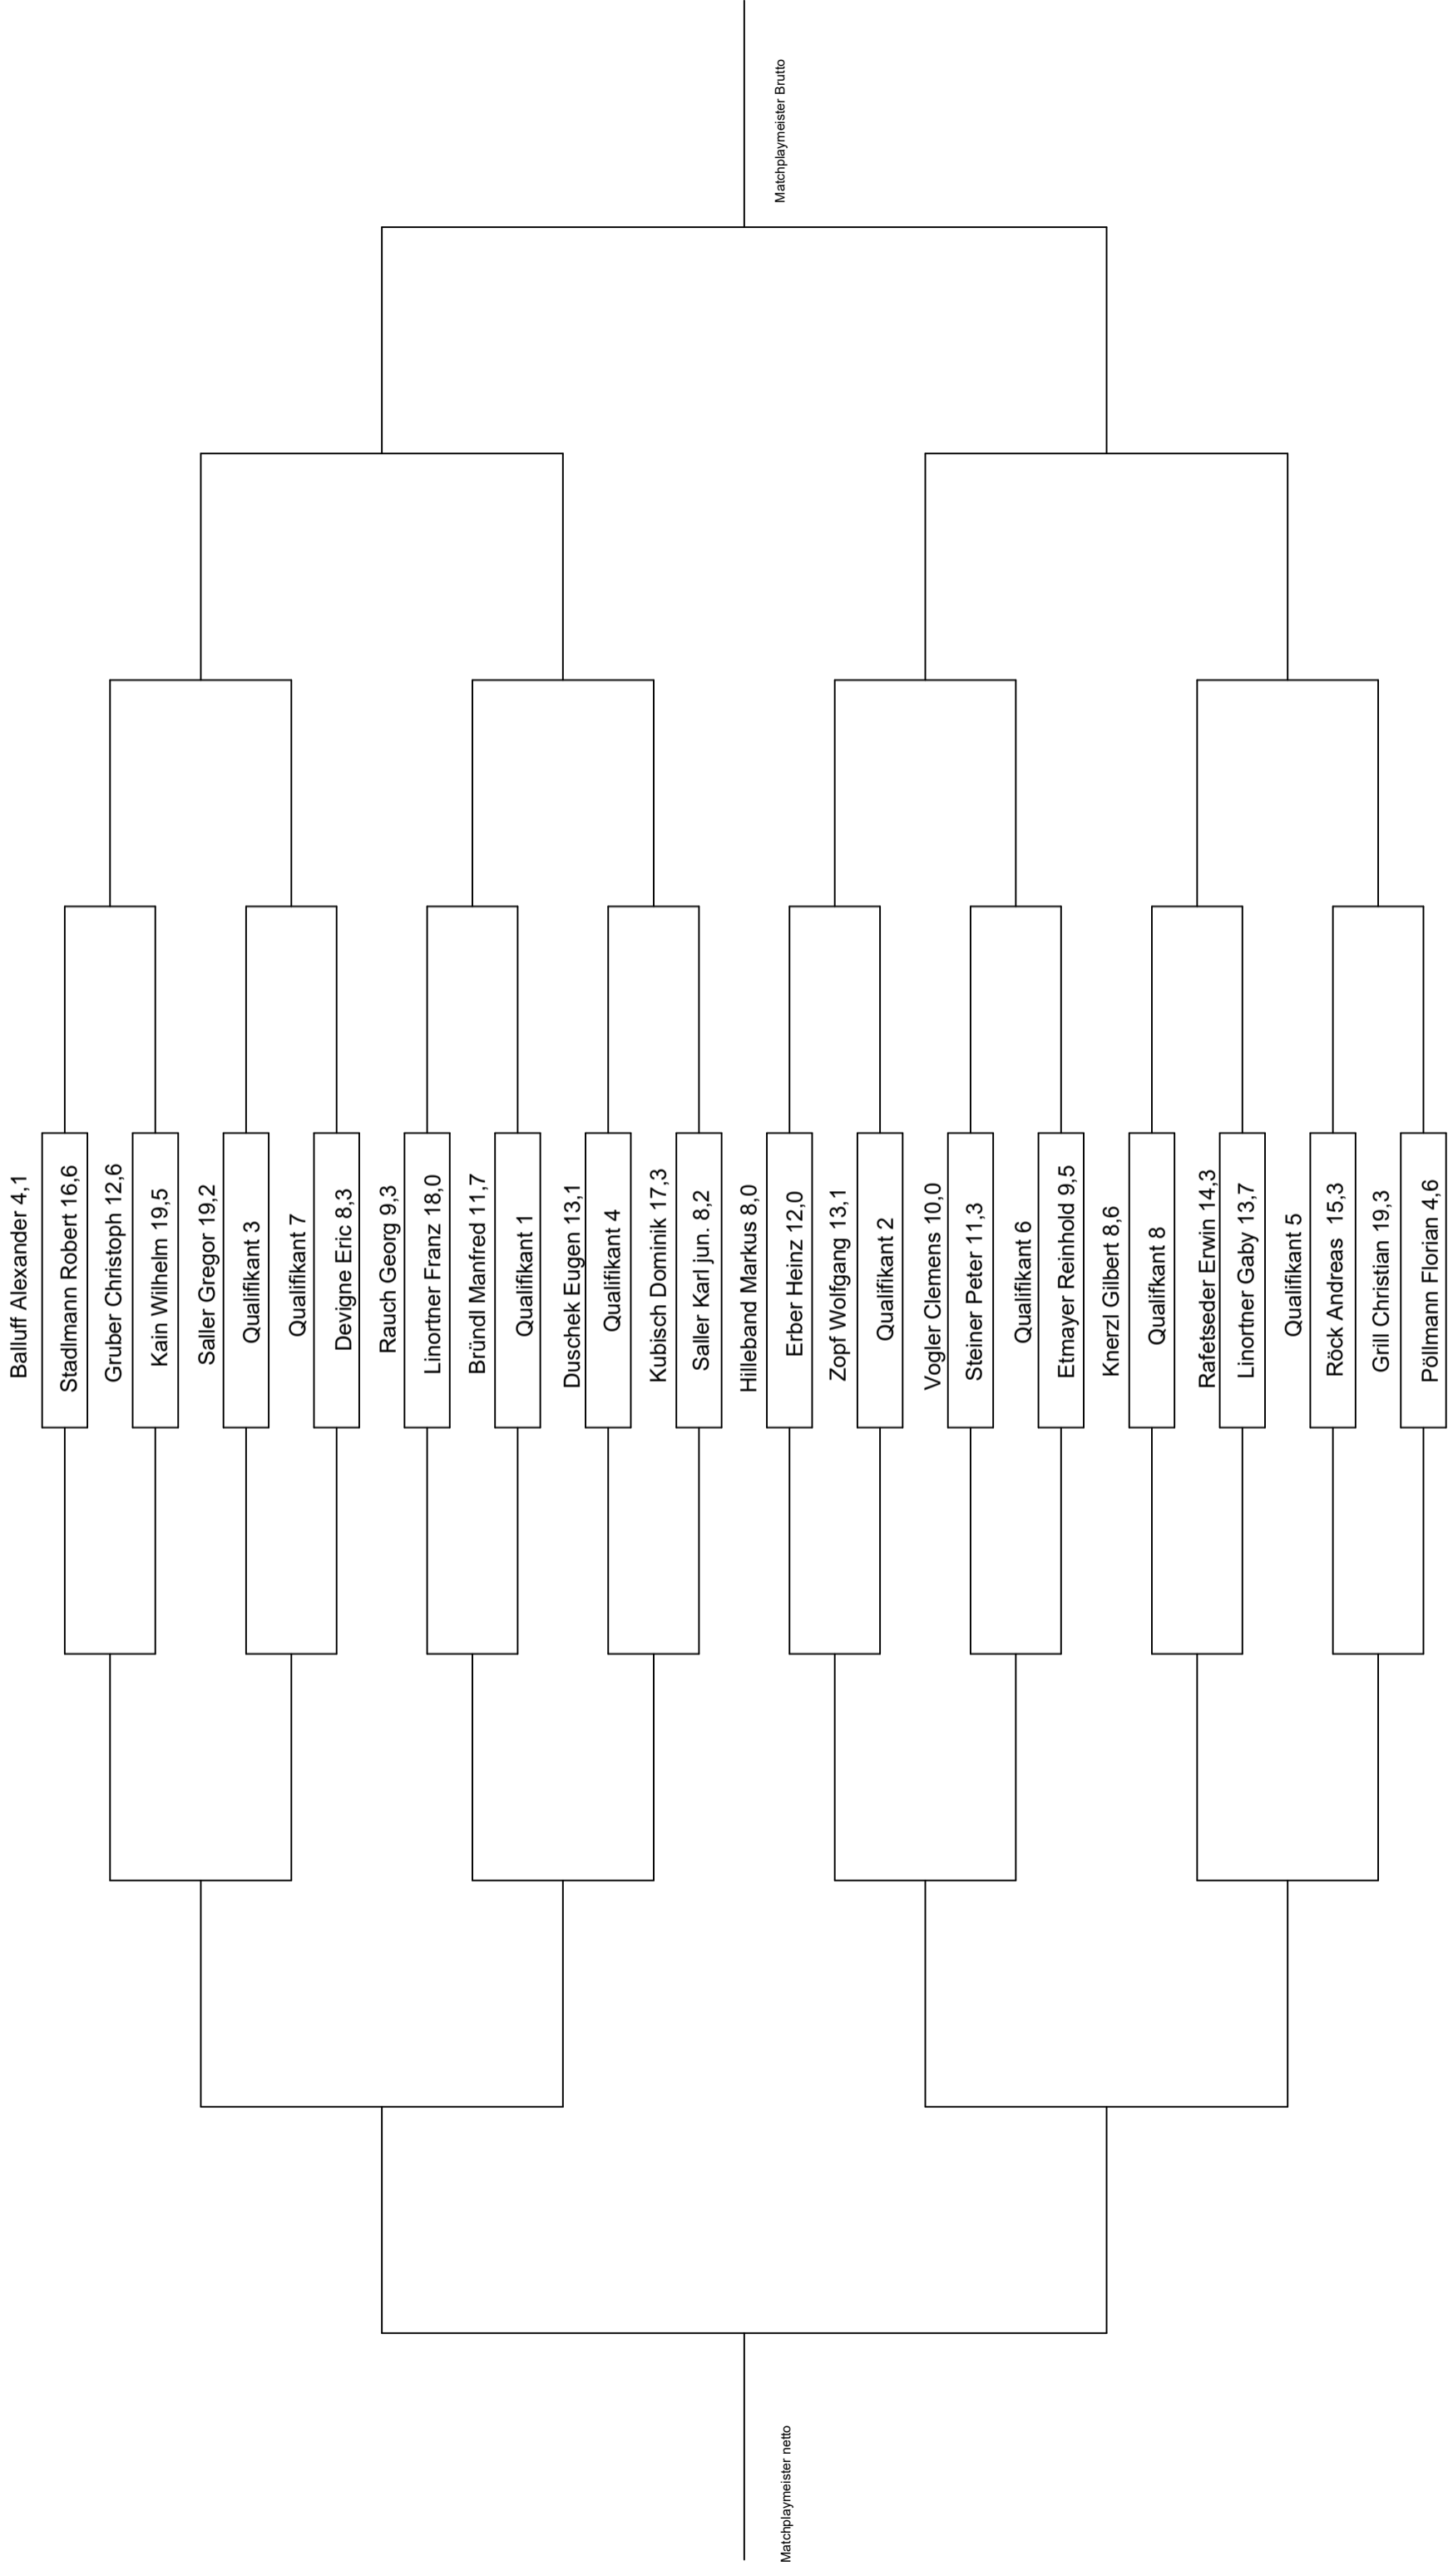 Matchplaymeister Brutto
Balluff Alexander 4,1
Stadlmann Robert 16,6
Gruber Christoph 12,6
Kain Wilhelm 19,5
Saller Gregor 19,2
Qualifikant 3
Qualifikant 7
Devigne Eric 8,3
Rauch Georg 9,3
Linortner Franz 18,0
Bründl Manfred 11,7
Qualifikant 1
Duschek Eugen 13,1
Qualifikant 4
Kubisch Dominik 17,3
Saller Karl jun. 8,2
Hilleband Markus 8,0
Erber Heinz 12,0
Zopf Wolfgang 13,1
Qualifikant 2
Vogler Clemens 10,0
Steiner Peter 11,3
Qualifikant 6
Etmayer Reinhold 9,5
Knerzl Gilbert 8,6
Qualifkant 8
Rafetseder Erwin 14,3
Linortner Gaby 13,7
Qualifikant 5
Röck Andreas  15,3
Grill Christian 19,3
Pöllmann Florian 4,6
Matchplaymeister netto